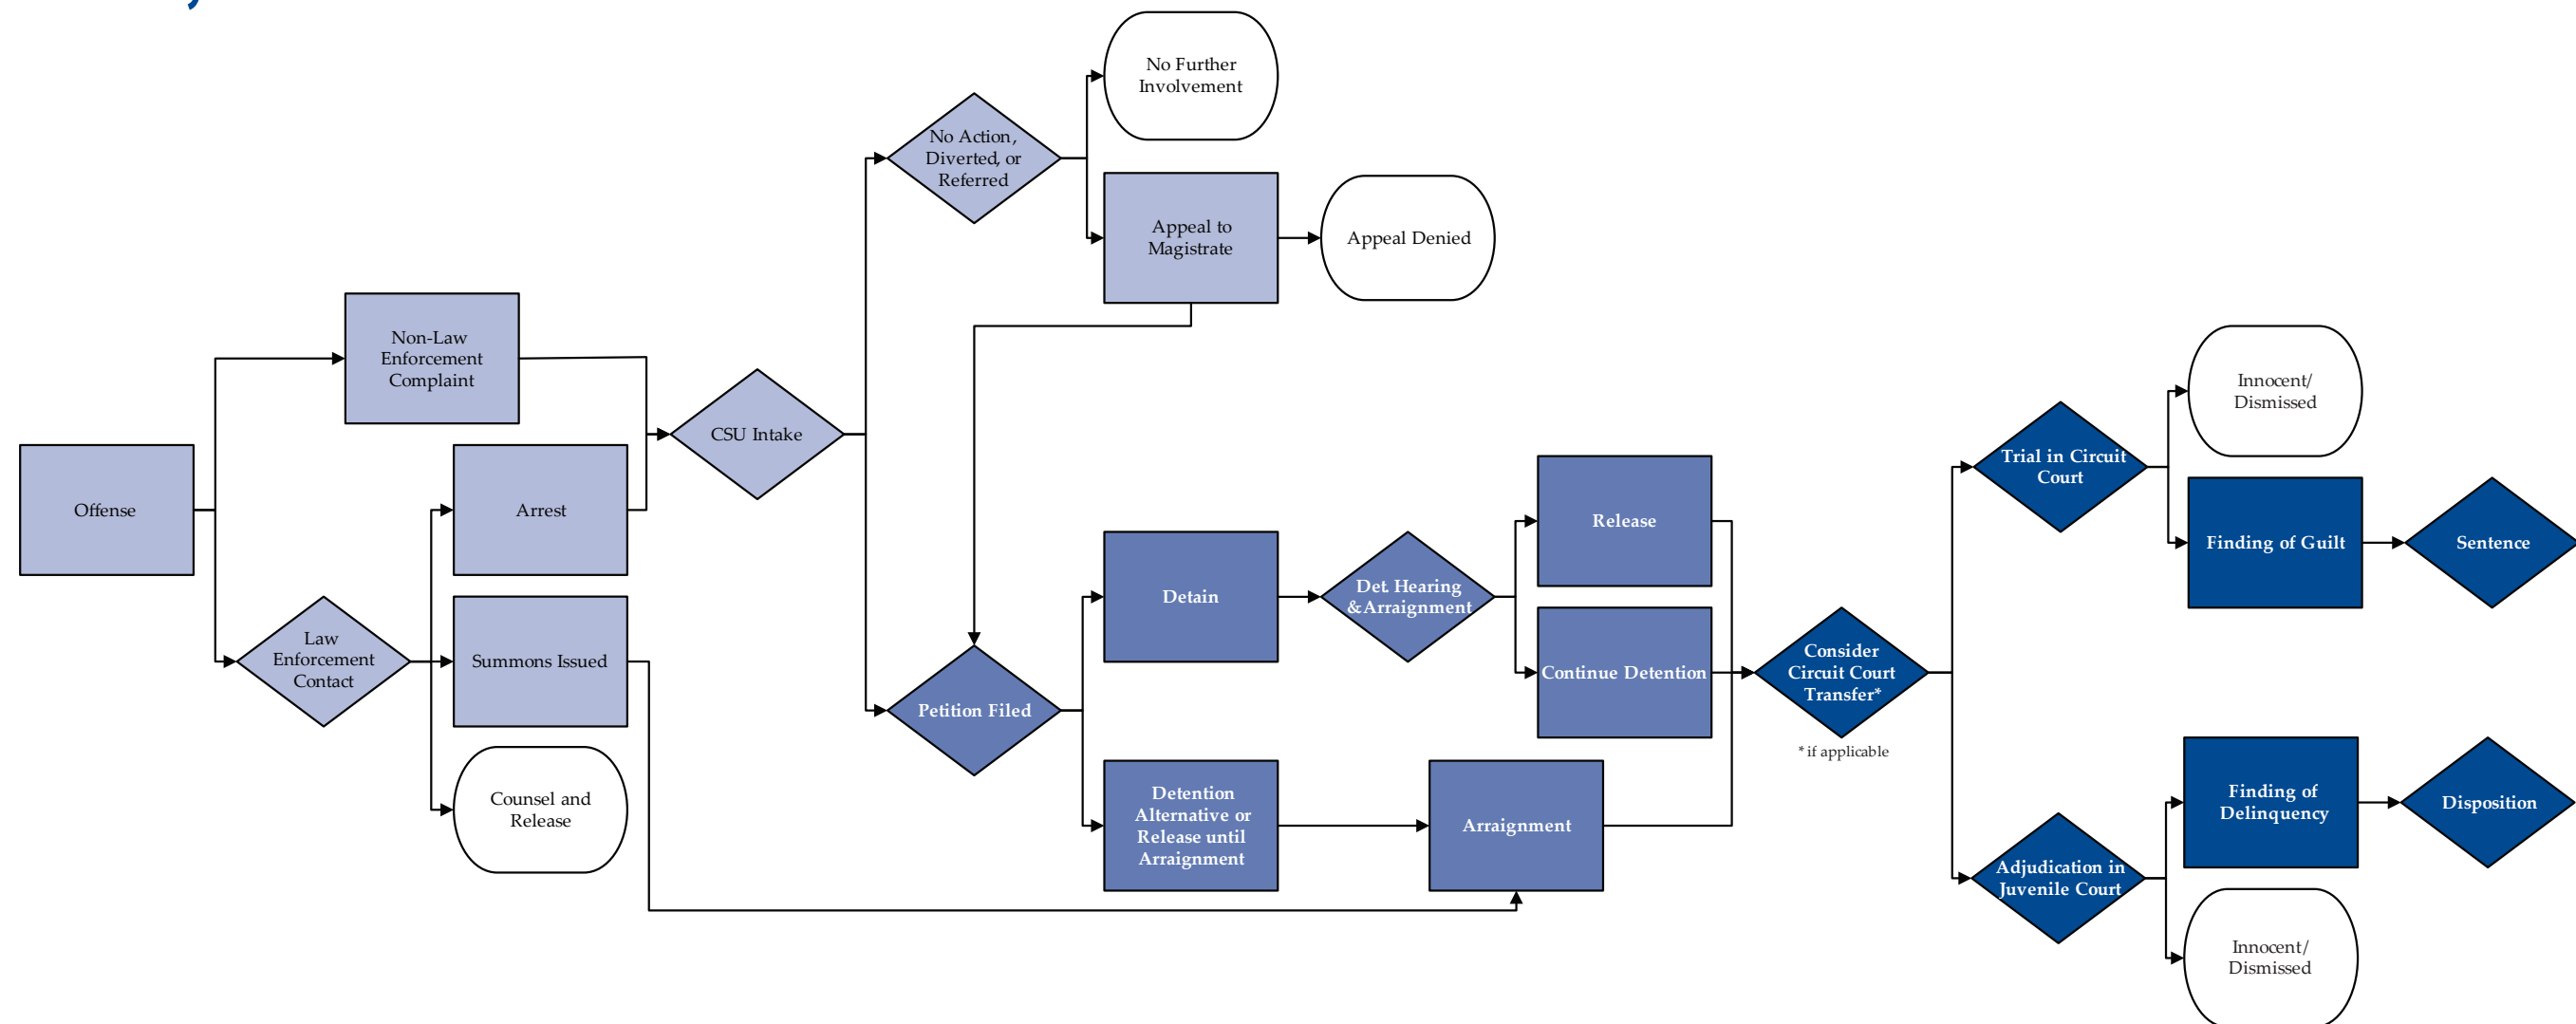 No Further
Involvement
No Action,
Diverted, or
Referred
Appeal to
Magistrate
Appeal Denied
Non-Law
Enforcement
Complaint
CSU Intake
Offense
Arrest
Law
Enforcement
Contact
Summons Issued
Counsel and
Release
Petition Filed
Detain
Det. Hearing
&Arraignment
Release
Continue Detention
Detention
Alternative or
Release until
Arraignment
Arraignment
Consider
Circuit Court
Transfer*
* if applicable
Trial in Circuit
Court
Innocent/
Dismissed
Finding of Guilt
Sentence
Adjudication in
Juvenile Court
Finding of
Delinquency
Disposition
Innocent/
Dismissed